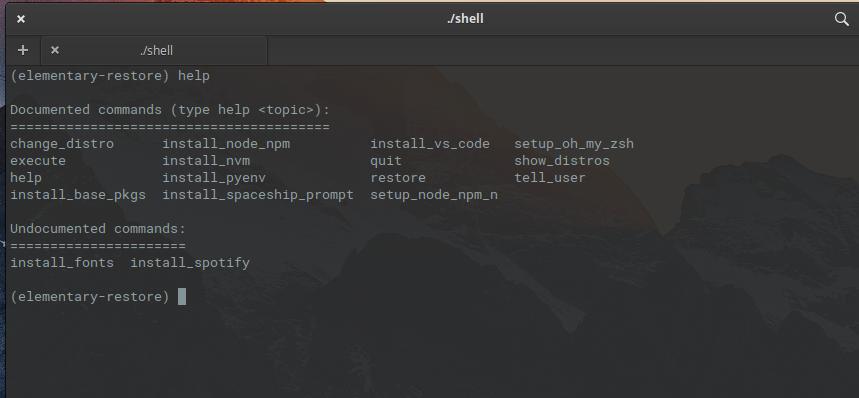 ./shell
./shell
(elementary-restore) help
Documented commands (type help <topic>):
========================================
change_distro      install_node_npm          install_vs_code   setup_oh_my_zsh
execute            install_nvm               quit              show_distros
help               install_pyenv             restore           tell_user
install_base_pkgs  install_spaceship_prompt  setup_node_npm_n
Undocumented commands:
======================
install_fonts  install_spotify
(elementary-restore)